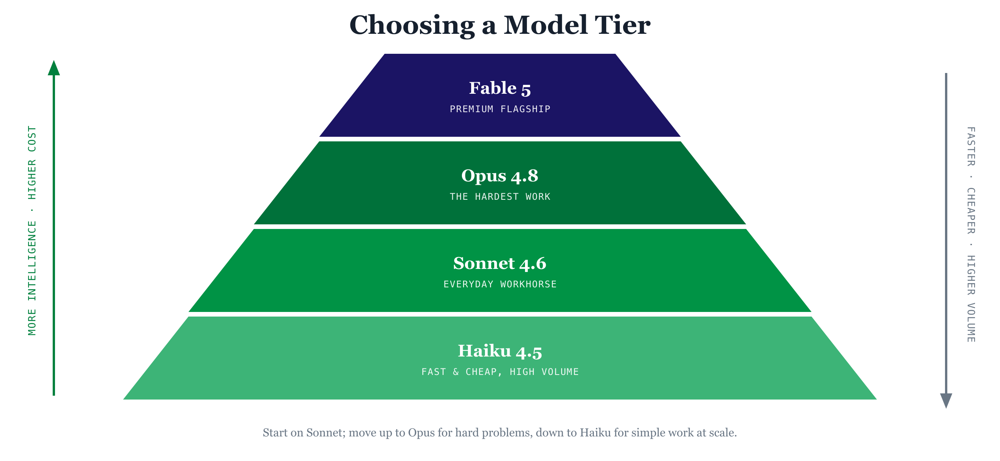 Choosing a Model Tier
MORE INTELLIGENCE · HIGHER COST
Fable 5
PREMIUM FLAGSHIP
Opus 4.8
THE HARDEST WORK
Sonnet 4.6
EVERYDAY WORKHORSE
Haiku 4.5
FAST & CHEAP, HIGH VOLUME
FASTER · CHEAPER · HIGHER VOLUME
Start on Sonnet; move up to Opus for hard problems, down to Haiku for simple work at scale.